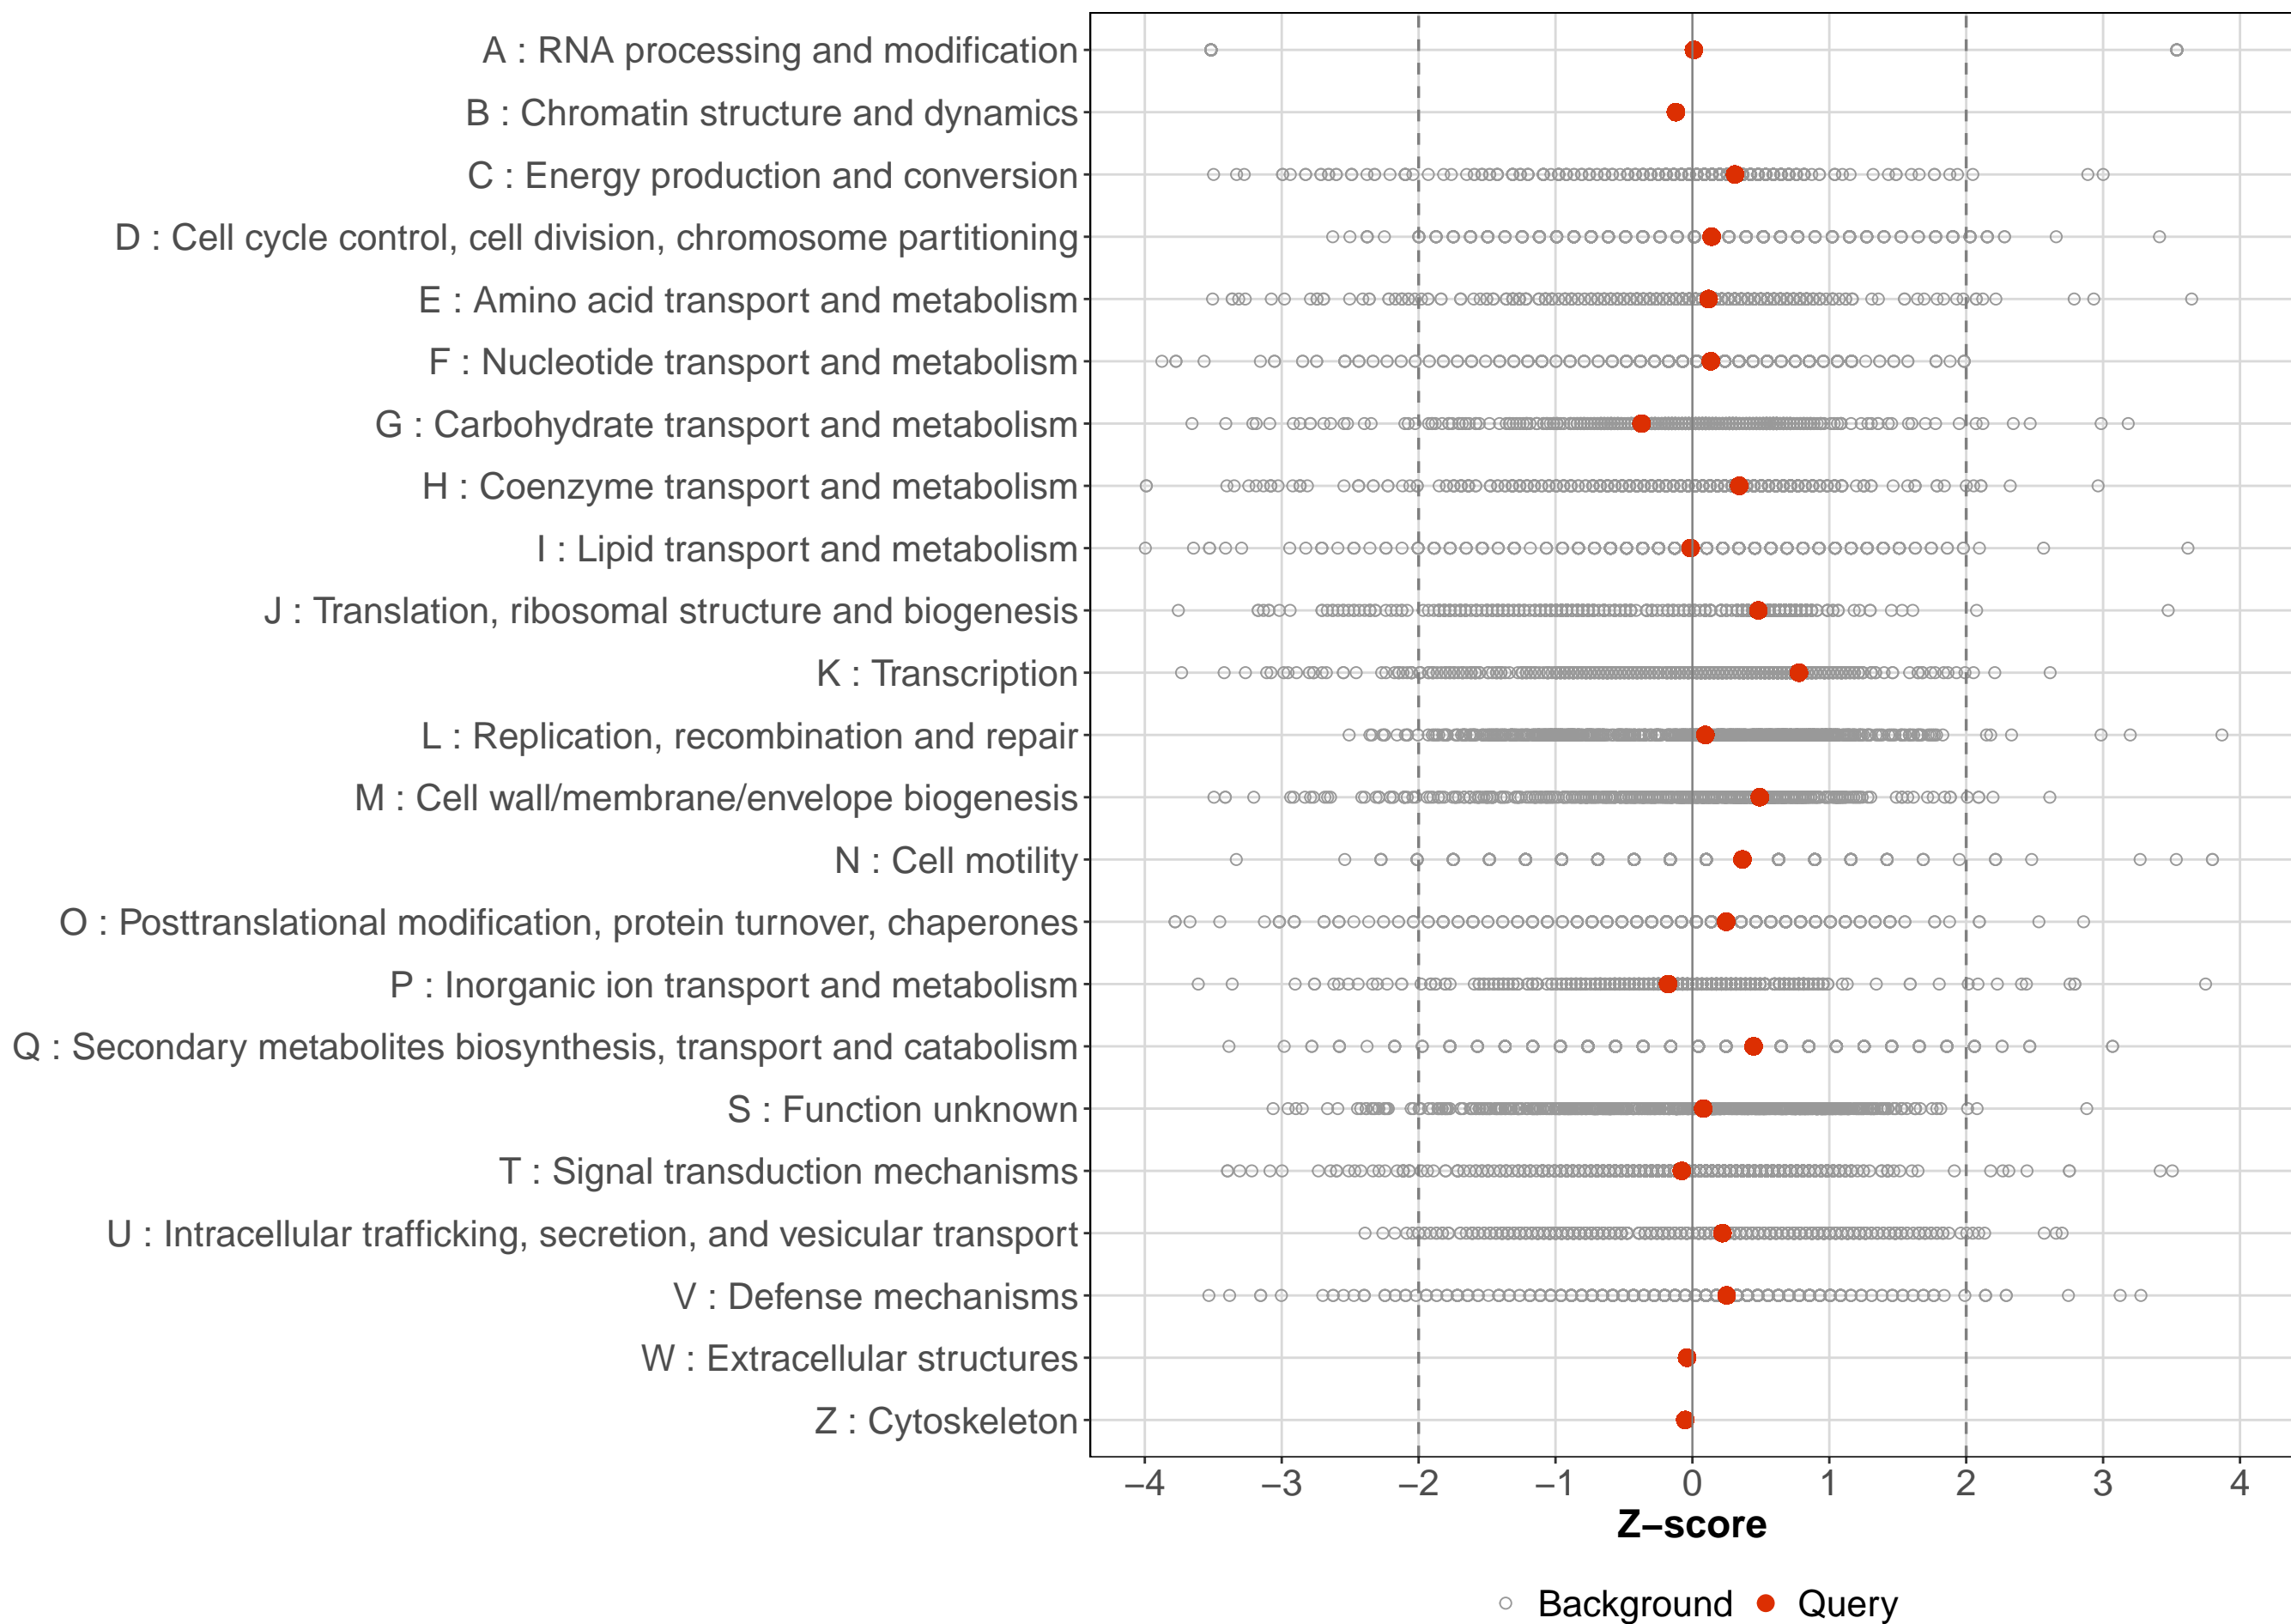 A : RNA processing and modification
B : Chromatin structure and dynamics
C : Energy production and conversion
D : Cell cycle control, cell division, chromosome partitioning
E : Amino acid transport and metabolism
F : Nucleotide transport and metabolism
G : Carbohydrate transport and metabolism
H : Coenzyme transport and metabolism
I : Lipid transport and metabolism
J : Translation, ribosomal structure and biogenesis
K : Transcription
L : Replication, recombination and repair
M : Cell wall/membrane/envelope biogenesis
N : Cell motility
O : Posttranslational modification, protein turnover, chaperones
P : Inorganic ion transport and metabolism
Q : Secondary metabolites biosynthesis, transport and catabolism
S : Function unknown
T : Signal transduction mechanisms
U : Intracellular trafficking, secretion, and vesicular transport
V : Defense mechanisms
W : Extracellular structures
Z : Cytoskeleton
−4 −3 −2 −1 0 1 2 3 4
Z−score
Background Query